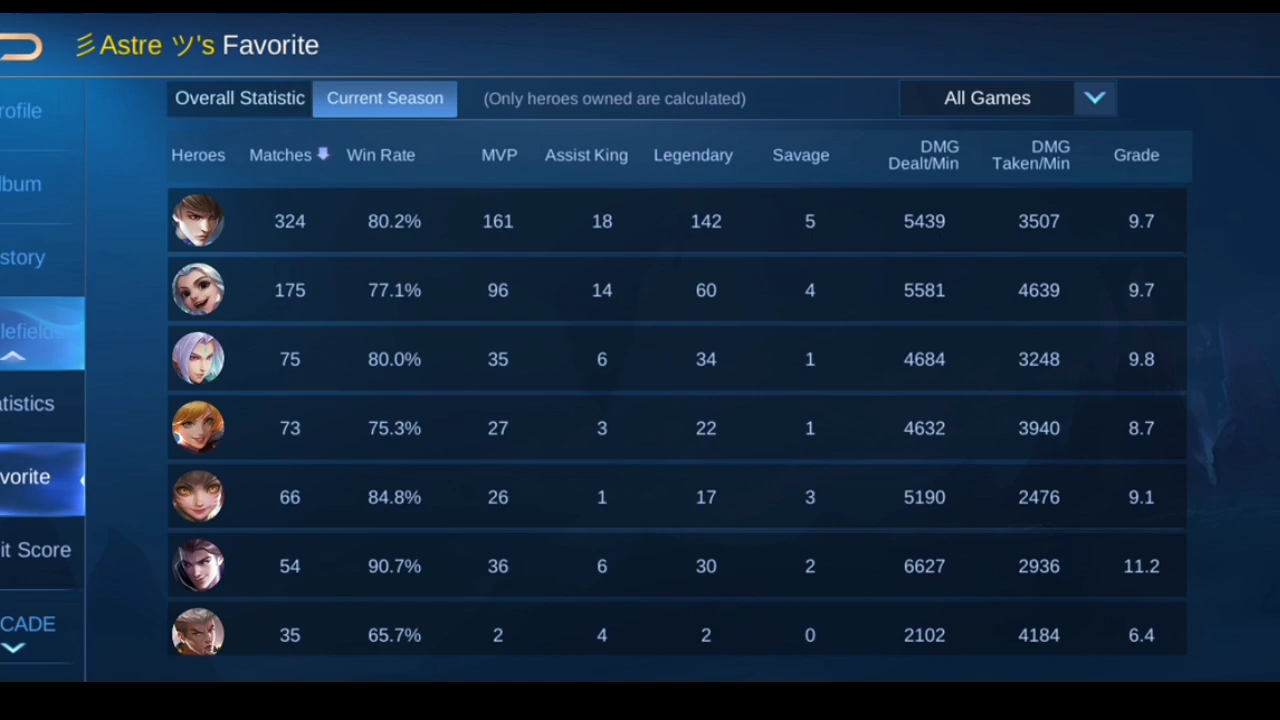 彡Astre ツ's Favorite
rofile
lbum
story
lefields
tistics
vorite
it Score
CADE
Overall Statistic Current Season (Only heroes owned are calculated) All Games
Heroes Matches Win Rate MVP Assist King Legendary Savage DMG Dealt/Min DMG Taken/Min Grade
324 80.2% 161 18 142 5 5439 3507 9.7
175 77.1% 96 14 60 4 5581 4639 9.7
75 80.0% 35 6 34 1 4684 3248 9.8
73 75.3% 27 3 22 1 4632 3940 8.7
66 84.8% 26 1 17 3 5190 2476 9.1
54 90.7% 36 6 30 2 6627 2936 11.2
35 65.7% 2 4 2 0 2102 4184 6.4